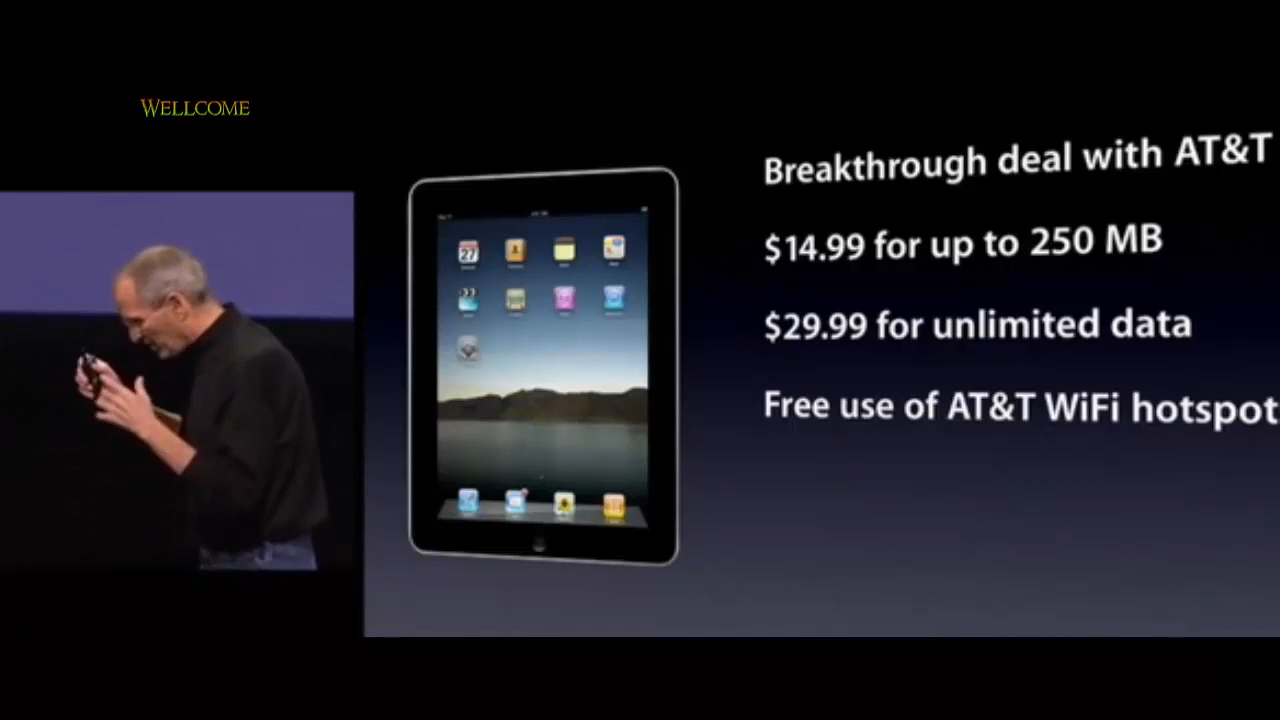 WELLCOME
Breakthrough deal with AT&T
$14.99 for up to 250 MB
$29.99 for unlimited data
Free use of AT&T WiFi hotspot
27